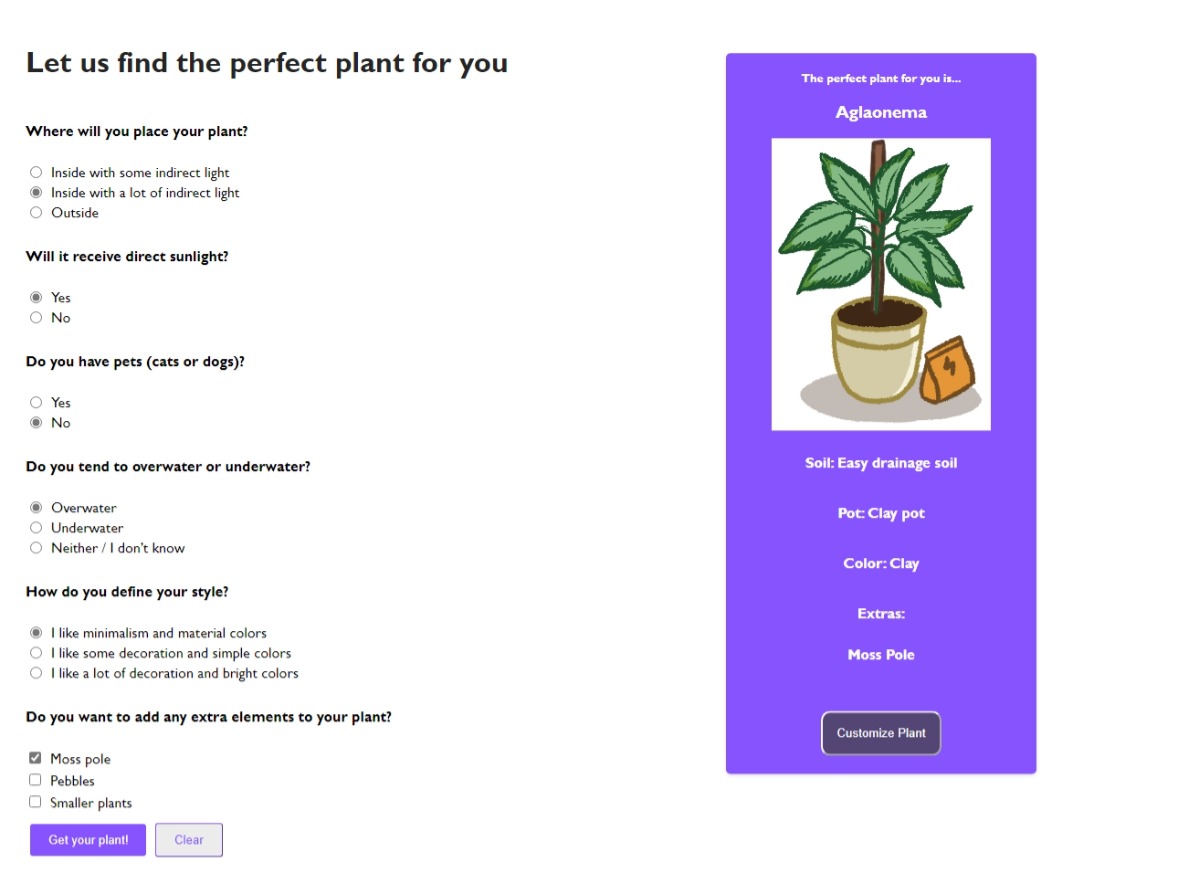 Let us find the perfect plant for you
Where will you place your plant?
Inside with some indirect light
Inside with a lot of indirect light
Outside
Will it receive direct sunlight?
Yes
No
Do you have pets (cats or dogs)?
Yes
No
Do you tend to overwater or underwater?
Overwater
Underwater
Neither / I don't know
How do you define your style?
I like minimalism and material colors
I like some decoration and simple colors
I like a lot of decoration and bright colors
Do you want to add any extra elements to your plant?
Moss pole
Pebbles
Smaller plants
Get your plant!
Clear
The perfect plant for you is...
Aglaonema
Soil: Easy drainage soil
Pot: Clay pot
Color: Clay
Extras:
Moss Pole
Customize Plant